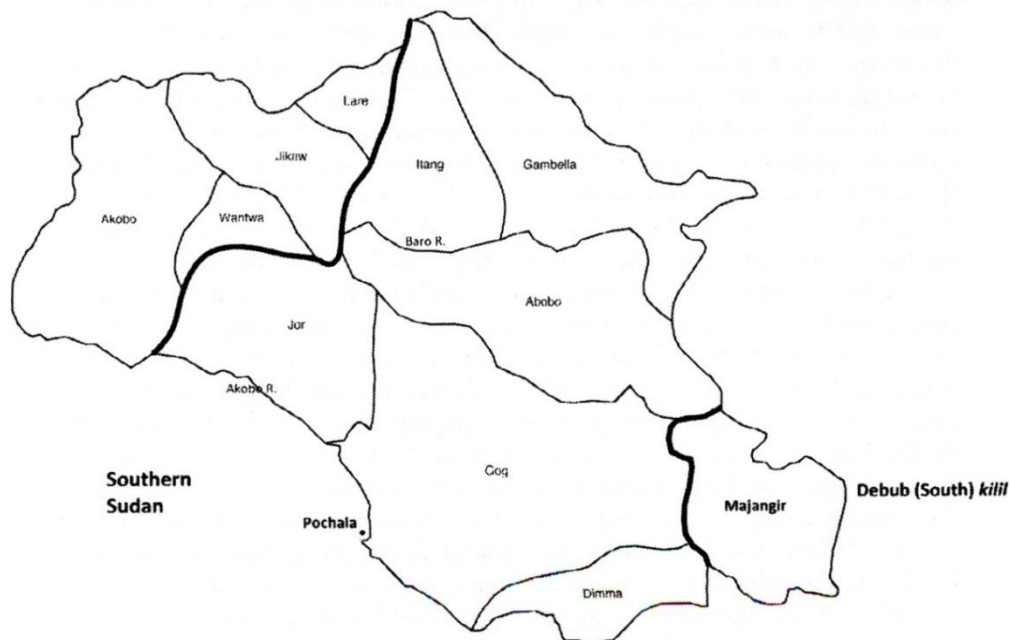 Lare
Jikaw
Itang
Gambella
Akobo
Wantwa
Baro R.
Abobo
Jor
Akobo R.
Gog
Southern
Sudan
Debub (South) kilil
Majangir
Pochala
Dimma